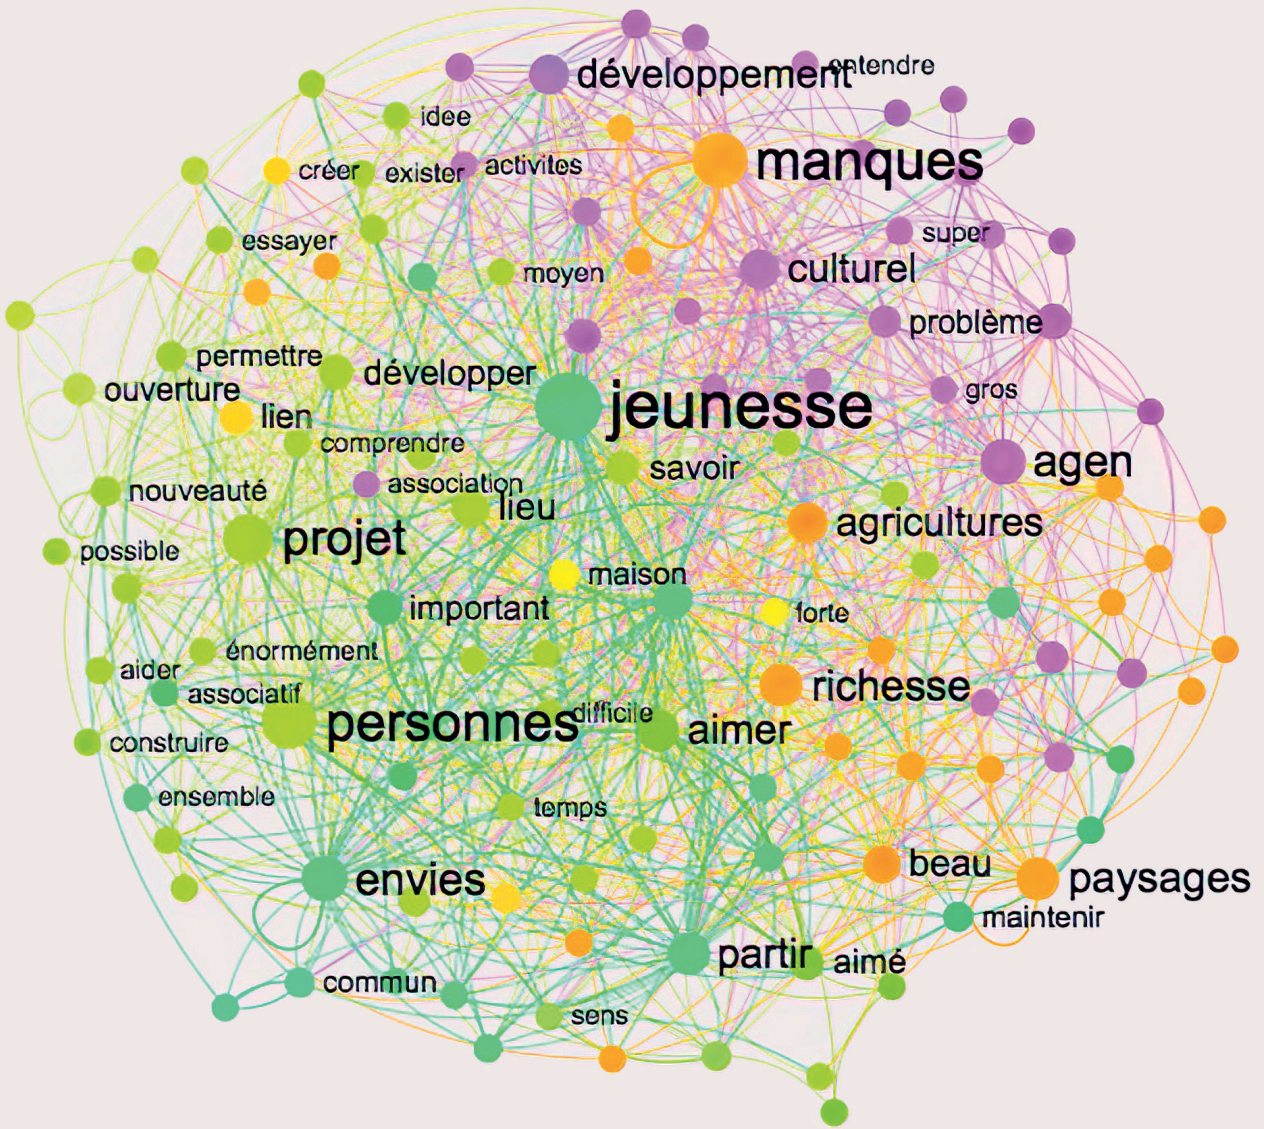 développement
entendre
idee
manques
créer
exister
activites
essayer
super
moyen
culturel
problème
permettre
développer
ouverture
gros
jeunesse
lien
comprendre
savoir
agen
association
nouveauté
lieu
agricultures
projet
possible
maison
important
forte
énormément
aider
associatif
richesse
personnes
difficile
aimer
construire
ensemble
temps
beau
envies
paysages
maintenir
partir
aimé
commun
sens